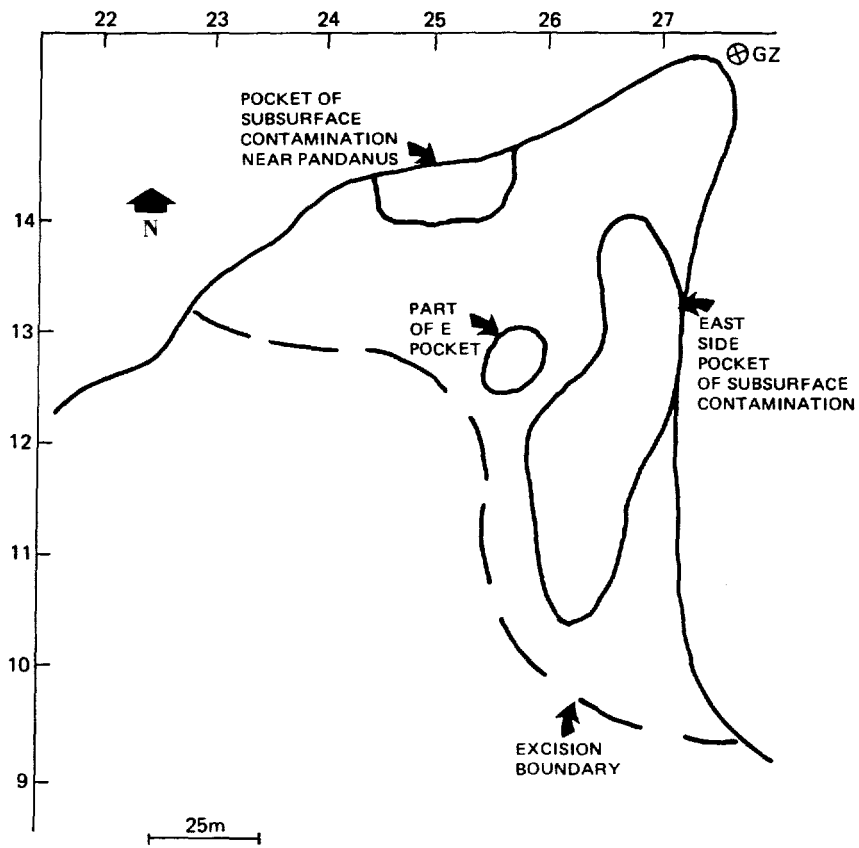 22 23 24 25 26 27
GZ
POCKET OF
SUBSURFACE
CONTAMINATION
NEAR PANDANUS
N
14
PART
OF E
POCKET
13
EAST
SIDE
POCKET
OF SUBSURFACE
CONTAMINATION
12
11
10
EXCISION
BOUNDARY
9
25m